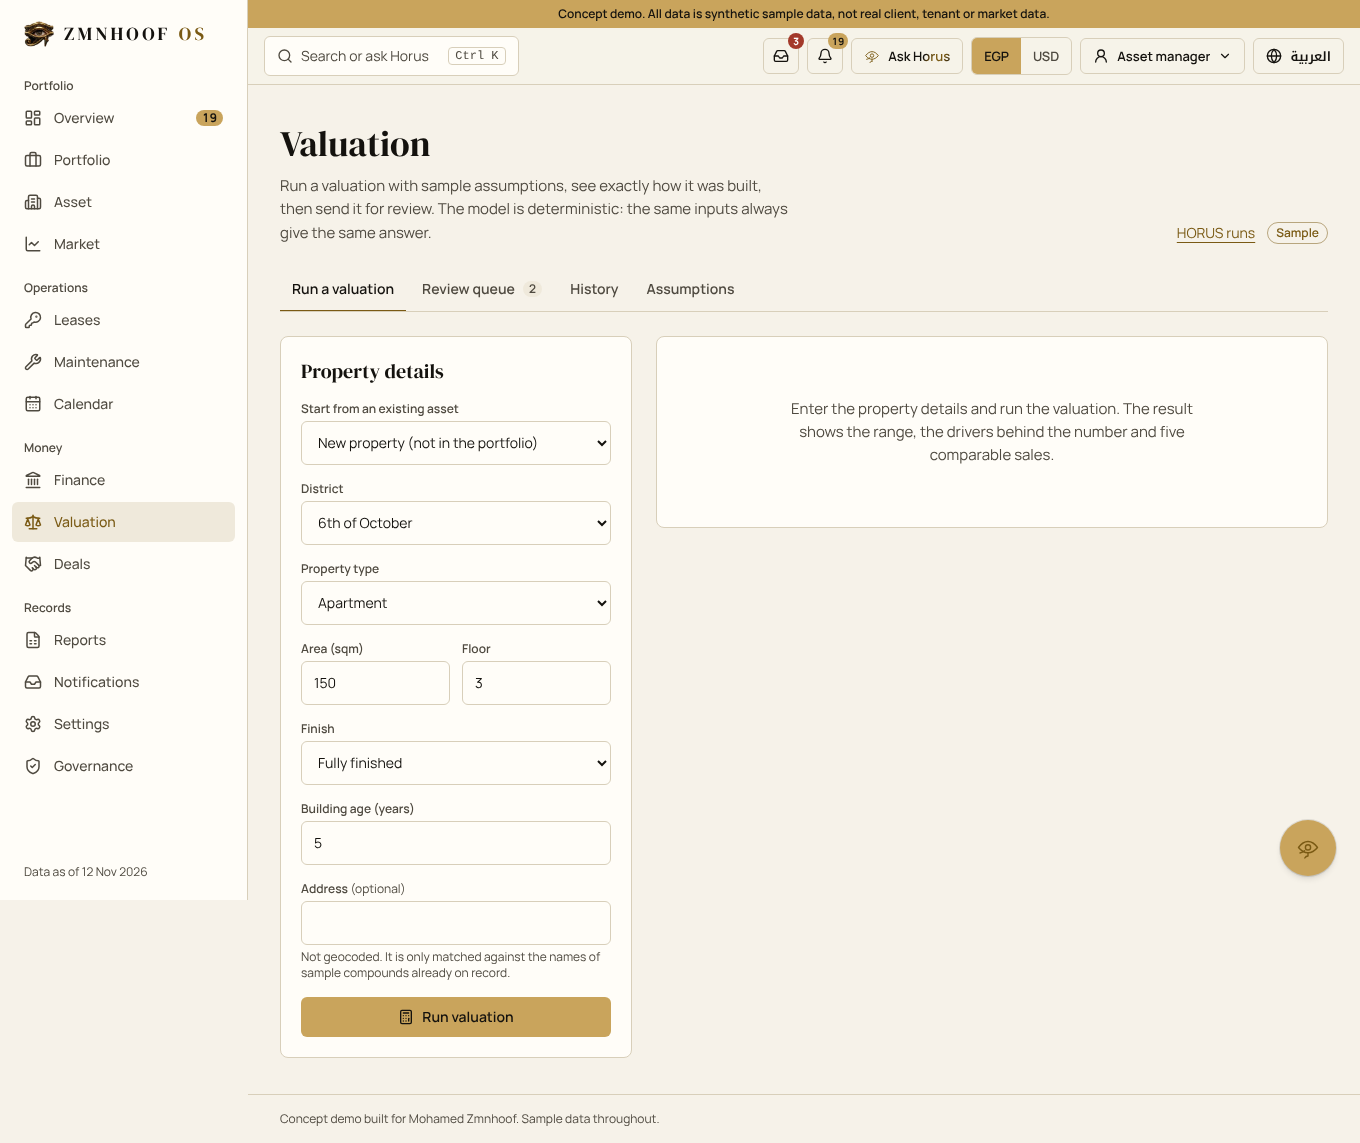 ZMNHOOF OS
Portfolio
Overview 19
Portfolio
Asset
Market
Operations
Leases
Maintenance
Calendar
Money
Finance
Valuation
Deals
Records
Reports
Notifications
Settings
Governance
Data as of 12 Nov 2026
Concept demo. All data is synthetic sample data, not real client, tenant or market data.
Search or ask Horus Ctrl K
3
19
Ask Horus
EGP USD
Asset manager
العربية
Valuation
Run a valuation with sample assumptions, see exactly how it was built,
then send it for review. The model is deterministic: the same inputs always
give the same answer.
HORUS runs Sample
Run a valuation Review queue 2 History Assumptions
Property details
Start from an existing asset
New property (not in the portfolio)
District
6th of October
Property type
Apartment
Area (sqm) Floor
150 3
Finish
Fully finished
Building age (years)
5
Address (optional)
Not geocoded. It is only matched against the names of
sample compounds already on record.
Run valuation
Enter the property details and run the valuation. The result
shows the range, the drivers behind the number and five
comparable sales.
Concept demo built for Mohamed Zmnhoof. Sample data throughout.